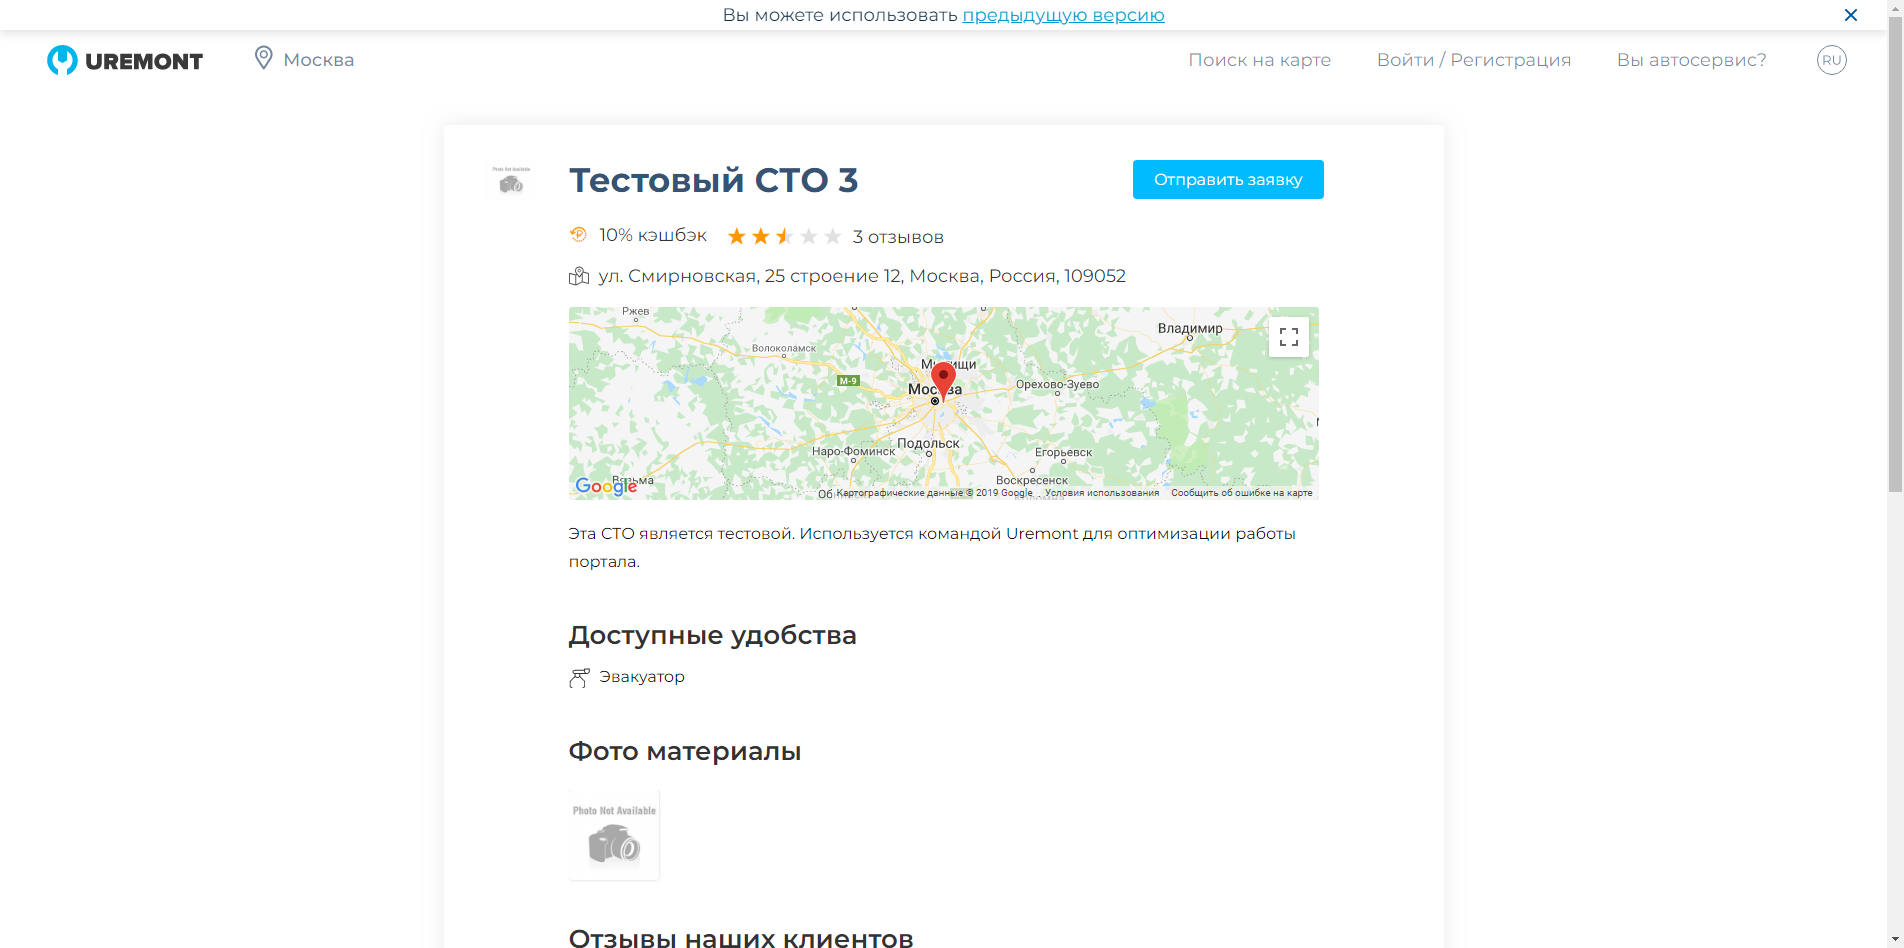 Вы можете использовать предыдущую версию
UREMONT
Москва
Поиск на карте
Войти / Регистрация
Вы автосервис?
RU
Photo Not Available
Тестовый СТО 3
Отправить заявку
10% кэшбэк
3 отзывов
ул. Смирновская, 25 строение 12, Москва, Россия, 109052
Ржев
Владимир
Волоколамск
М-9
Москва
Орехово-Зуево
Подольск
Наро-Фоминск
Егорьевск
Воскресенск
Google
Картографические данные © 2019 Google
Условия использования
Сообщить об ошибке на карте
Эта СТО является тестовой. Используется командой Uremont для оптимизации работы
портала.
Доступные удобства
Эвакуатор
Фото материалы
Photo Not Available
Отзывы наших клиентов